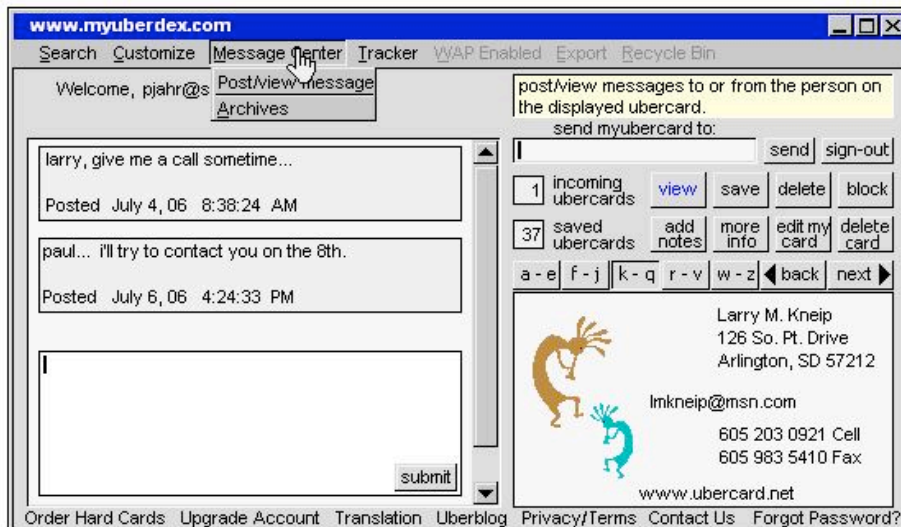 www.myuberdex.com
Search Customize Message Center Tracker WAP Enabled Export Recycle Bin
Welcome, pjahr@s
Post/view message
Archives
larry, give me a call sometime...
Posted July 4, 06 8:38:24 AM
paul... i'll try to contact you on the 8th.
Posted July 6, 06 4:24:33 PM
submit
post/view messages to or from the person on
the displayed ubercard.
send myubercard to:
send sign-out
1 incoming ubercards view save delete block
37 saved ubercards add notes more info edit my card delete card
a - e f - j k - q r - v w - z back next
Larry M. Kneip
126 So. Pt. Drive
Arlington, SD 57212
lmkneip@msn.com
605 203 0921 Cell
605 983 5410 Fax
www.ubercard.net
Order Hard Cards Upgrade Account Translation Uberblog Privacy/Terms Contact Us Forgot Password?